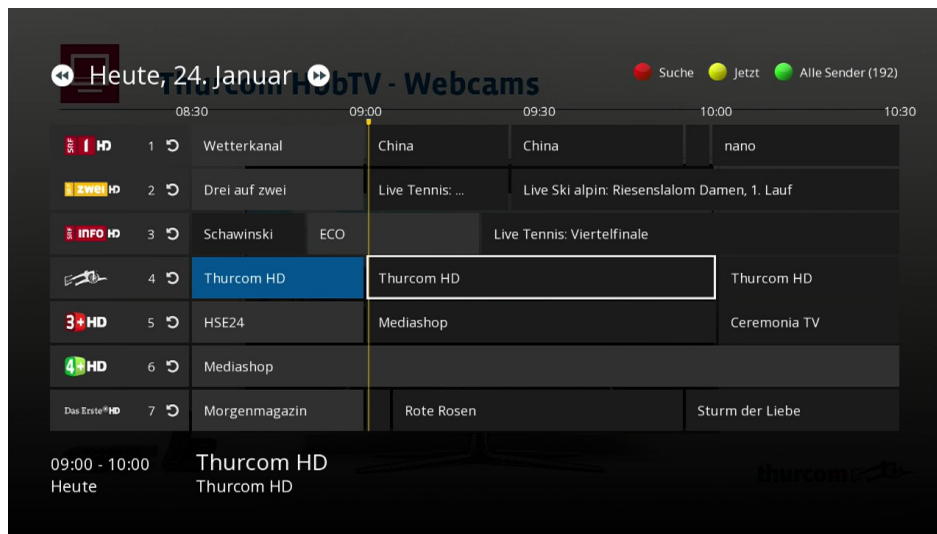 Heute, 24. Januar
Thurcom HbbTV - Webcams
Suche Jetzt Alle Sender (192)
08:30 09:00 09:30 10:00 10:30
SRF 1 HD 1 Wetterkanal China China nano
SRF zwei HD 2 Drei auf zwei Live Tennis: ... Live Ski alpin: Riesenslalom Damen, 1. Lauf
SRF INFO HD 3 Schawinski ECO Live Tennis: Viertelfinale
4 Thurcom HD Thurcom HD Thurcom HD
3+ HD 5 HSE24 Mediashop Ceremonia TV
4+ HD 6 Mediashop
Das Erste HD 7 Morgenmagazin Rote Rosen Sturm der Liebe
09:00 - 10:00 Thurcom HD
Heute Thurcom HD
thurcom